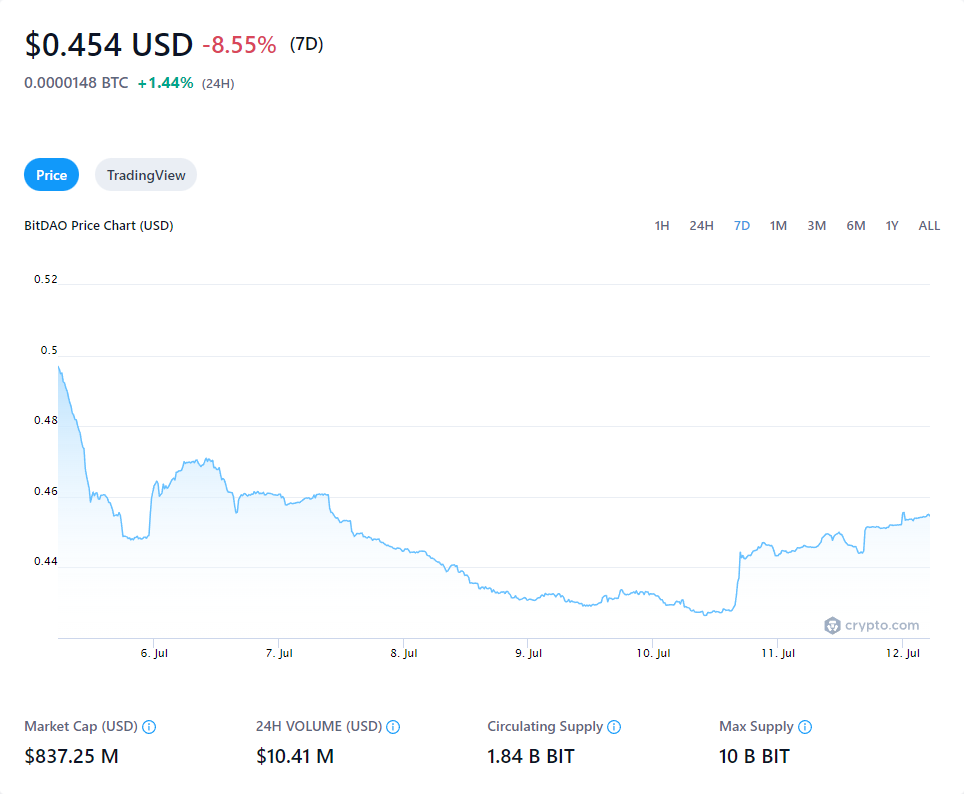 $0.454 USD -8.55% (7D)
0.0000148 BTC +1.44% (24H)
Price TradingView
BitDAO Price Chart (USD) 1H 24H 7D 1M 3M 6M 1Y ALL
0.52
0.5
0.48
0.46
0.44
crypto.com
6. Jul 7. Jul 8. Jul 9. Jul 10. Jul 11. Jul 12. Jul
Market Cap (USD) 24H VOLUME (USD) Circulating Supply Max Supply
$837.25 M $10.41 M 1.84 B BIT 10 B BIT